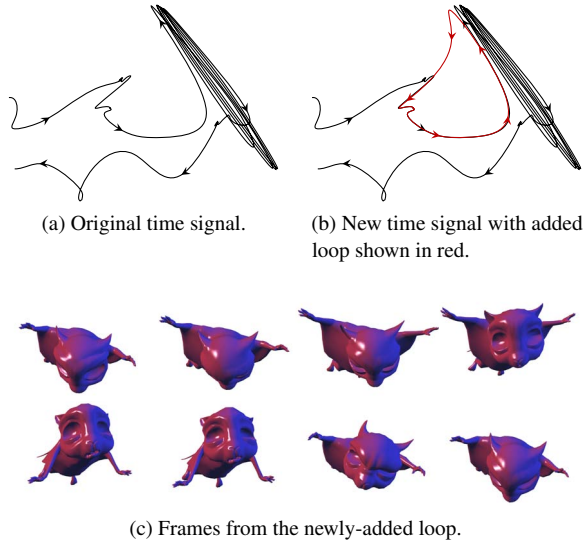 (a) Original time signal.
(b) New time signal with added
loop shown in red.
(c) Frames from the newly-added loop.